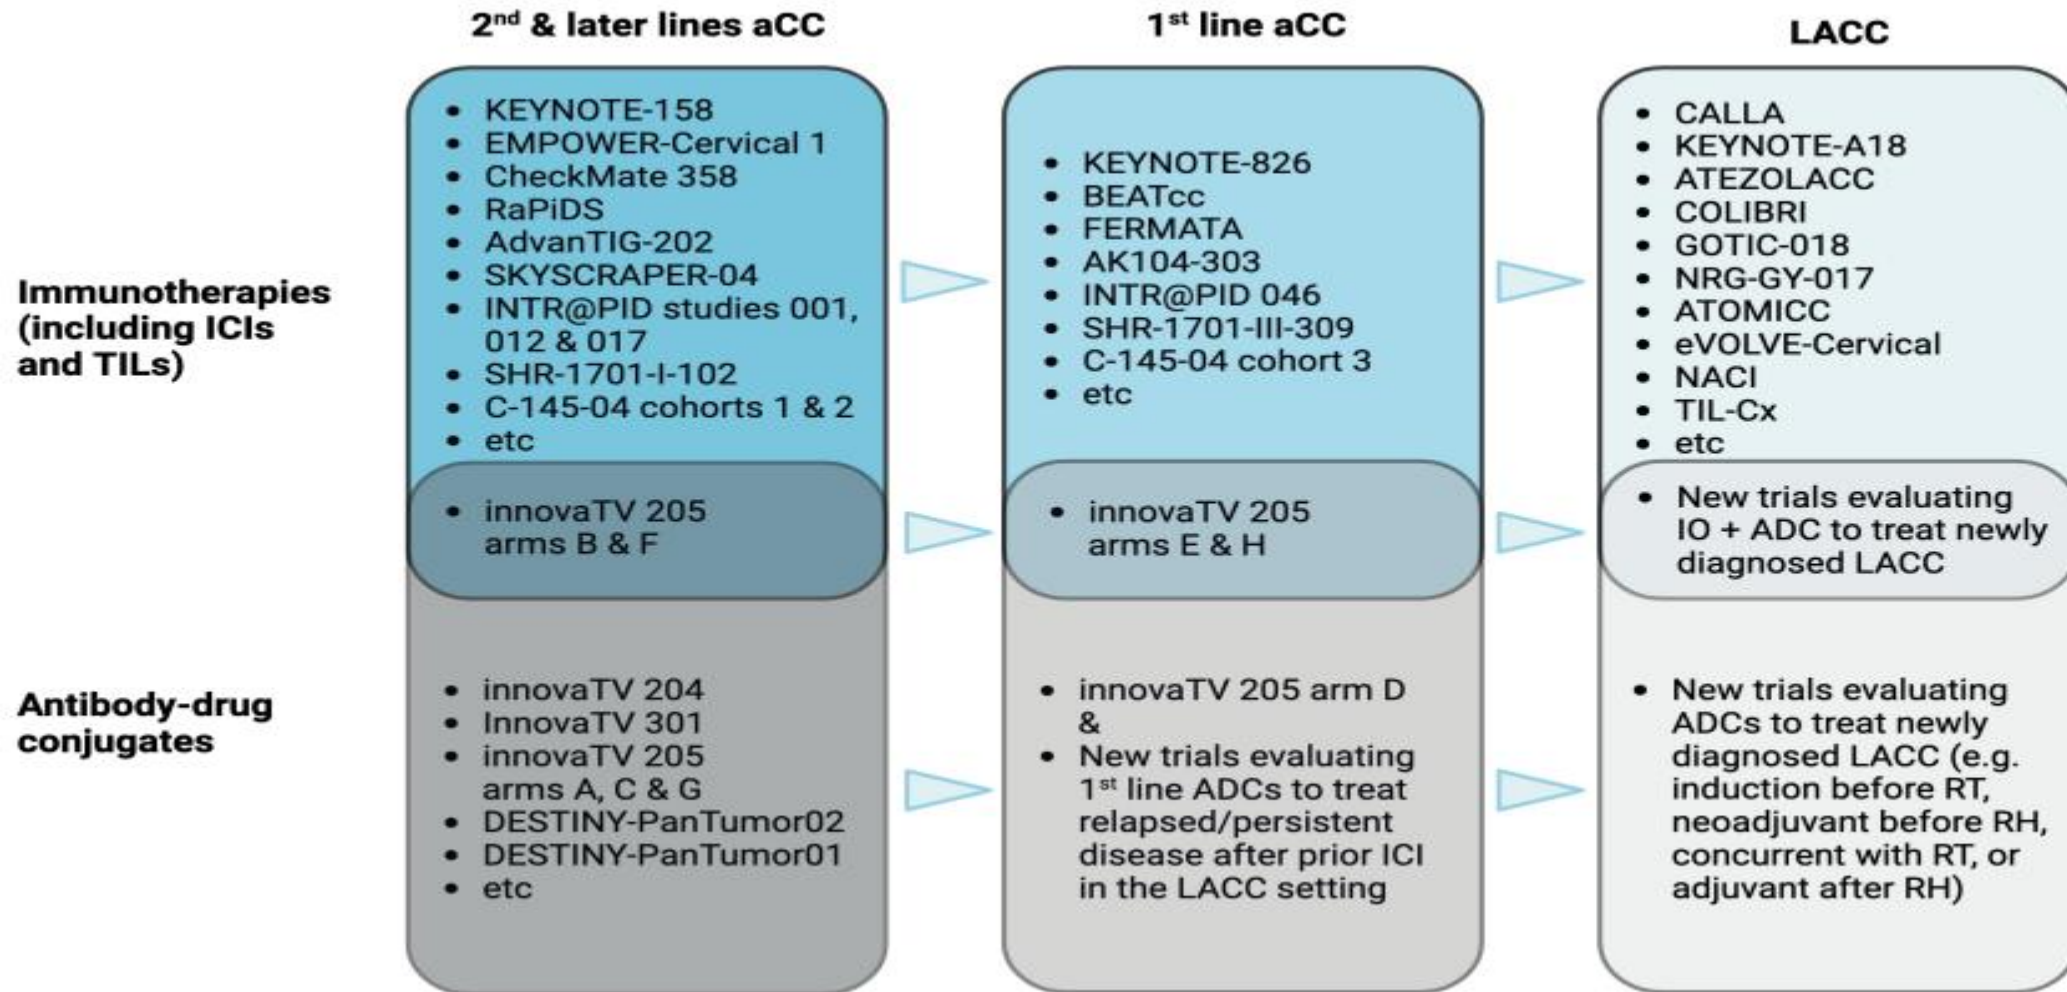 2nd & later lines aCC
1st line aCC
LACC
Immunotherapies
(including ICIs
and TILs)
• KEYNOTE-158
• EMPOWER-Cervical 1
• CheckMate 358
• RaPiDS
• AdvanTIG-202
• SKYSCRAPER-04
• INTR@PID studies 001,
012 & 017
• SHR-1701-I-102
• C-145-04 cohorts 1 & 2
• etc
• KEYNOTE-826
• BEATcc
• FERMATA
• AK104-303
• INTR@PID 046
• SHR-1701-III-309
• C-145-04 cohort 3
• etc
• CALLA
• KEYNOTE-A18
• ATEZOLACC
• COLIBRI
• GOTIC-018
• NRG-GY-017
• ATOMICC
• eVOLVE-Cervical
• NACI
• TIL-Cx
• etc
• innovaTV 205
arms B & F
• innovaTV 205
arms E & H
• New trials evaluating
IO + ADC to treat newly
diagnosed LACC
Antibody-drug
conjugates
• innovaTV 204
• InnovaTV 301
• innovaTV 205
arms A, C & G
• DESTINY-PanTumor02
• DESTINY-PanTumor01
• etc
• innovaTV 205 arm D
&
• New trials evaluating
1st line ADCs to treat
relapsed/persistent
disease after prior ICI
in the LACC setting
• New trials evaluating
ADCs to treat newly
diagnosed LACC (e.g.
induction before RT,
neoadjuvant before RH,
concurrent with RT, or
adjuvant after RH)